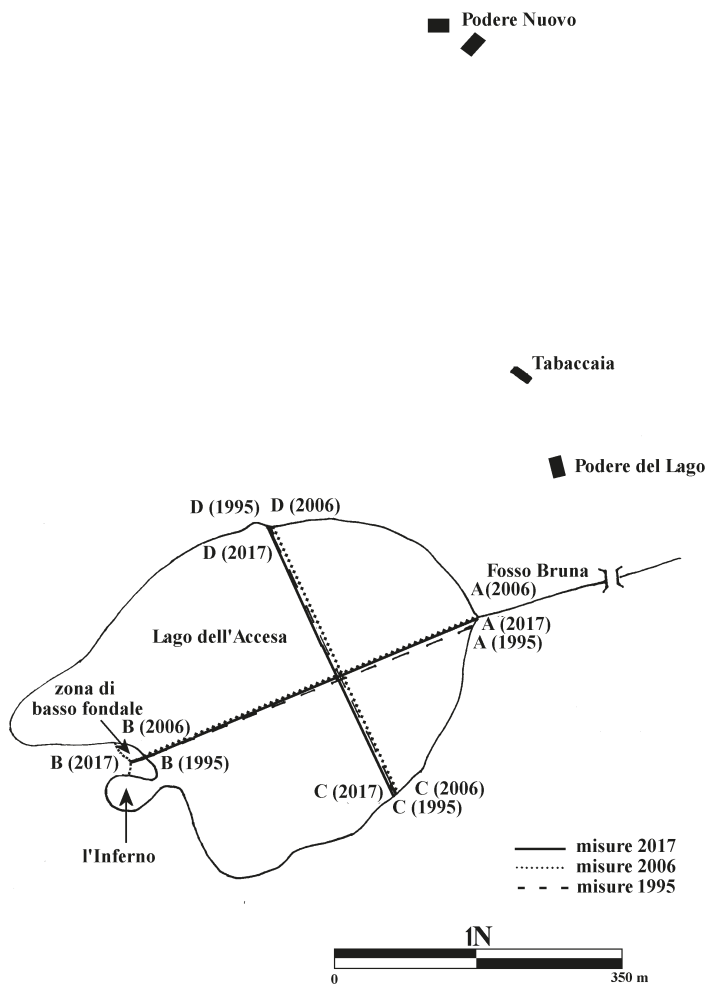 Podere Nuovo
Tabaccaia
Podere del Lago
D (1995) D (2006)
D (2017)
Fosso Bruna
A(2006)
A (2017)
A (1995)
Lago dell'Accesa
zona di
basso fondale
B (2006)
B (2017)
B (1995)
C (2017)
C (2006)
C (1995)
l'Inferno
misure 2017
misure 2006
misure 1995
1N
0
350 m